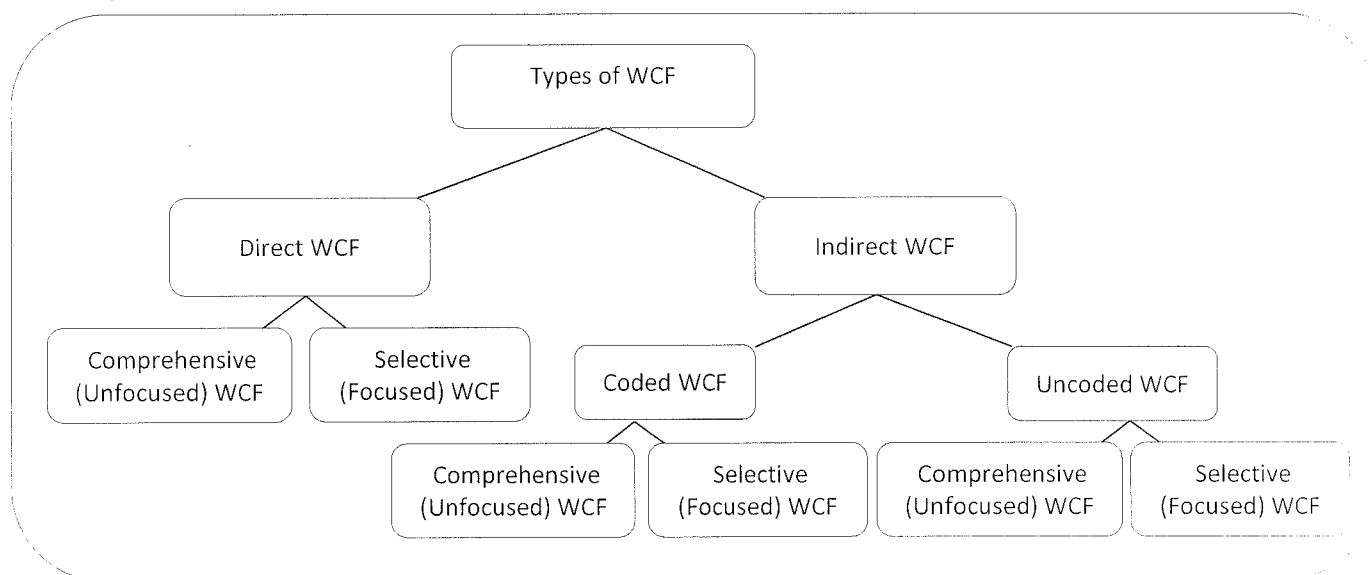 Types of WCF
Direct WCF
Indirect WCF
Comprehensive
(Unfocused) WCF
Selective
(Focused) WCF
Coded WCF
Uncoded WCF
Comprehensive
(Unfocused) WCF
Selective
(Focused) WCF
Comprehensive
(Unfocused) WCF
Selective
(Focused) WCF